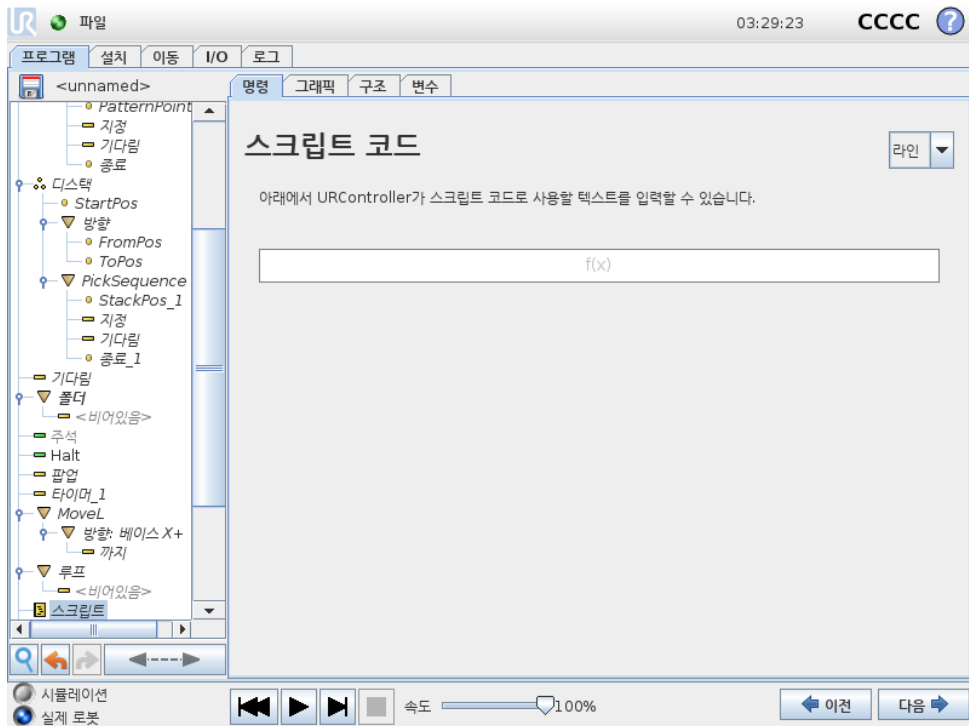 UR 파일 03:29:23 CCCC ?
프로그램 설치 이동 I/O 로그
<unnamed>
명령 그래픽 구조 변수
PatternPoint
지정
기다림
종료
디스택
StartPos
방향
FromPos
ToPos
PickSequence
StackPos_1
지정
기다림
종료_1
기다림
폴더
<비어있음>
주석
Halt
팝업
타이머_1
MoveL
방향: 베이스 X+
까지
루프
<비어있음>
스크립트
스크립트 코드
라인
아래에서 URController가 스크립트 코드로 사용할 텍스트를 입력할 수 있습니다.
f(x)
시뮬레이션
실제 로봇
속도 100%
이전 다음